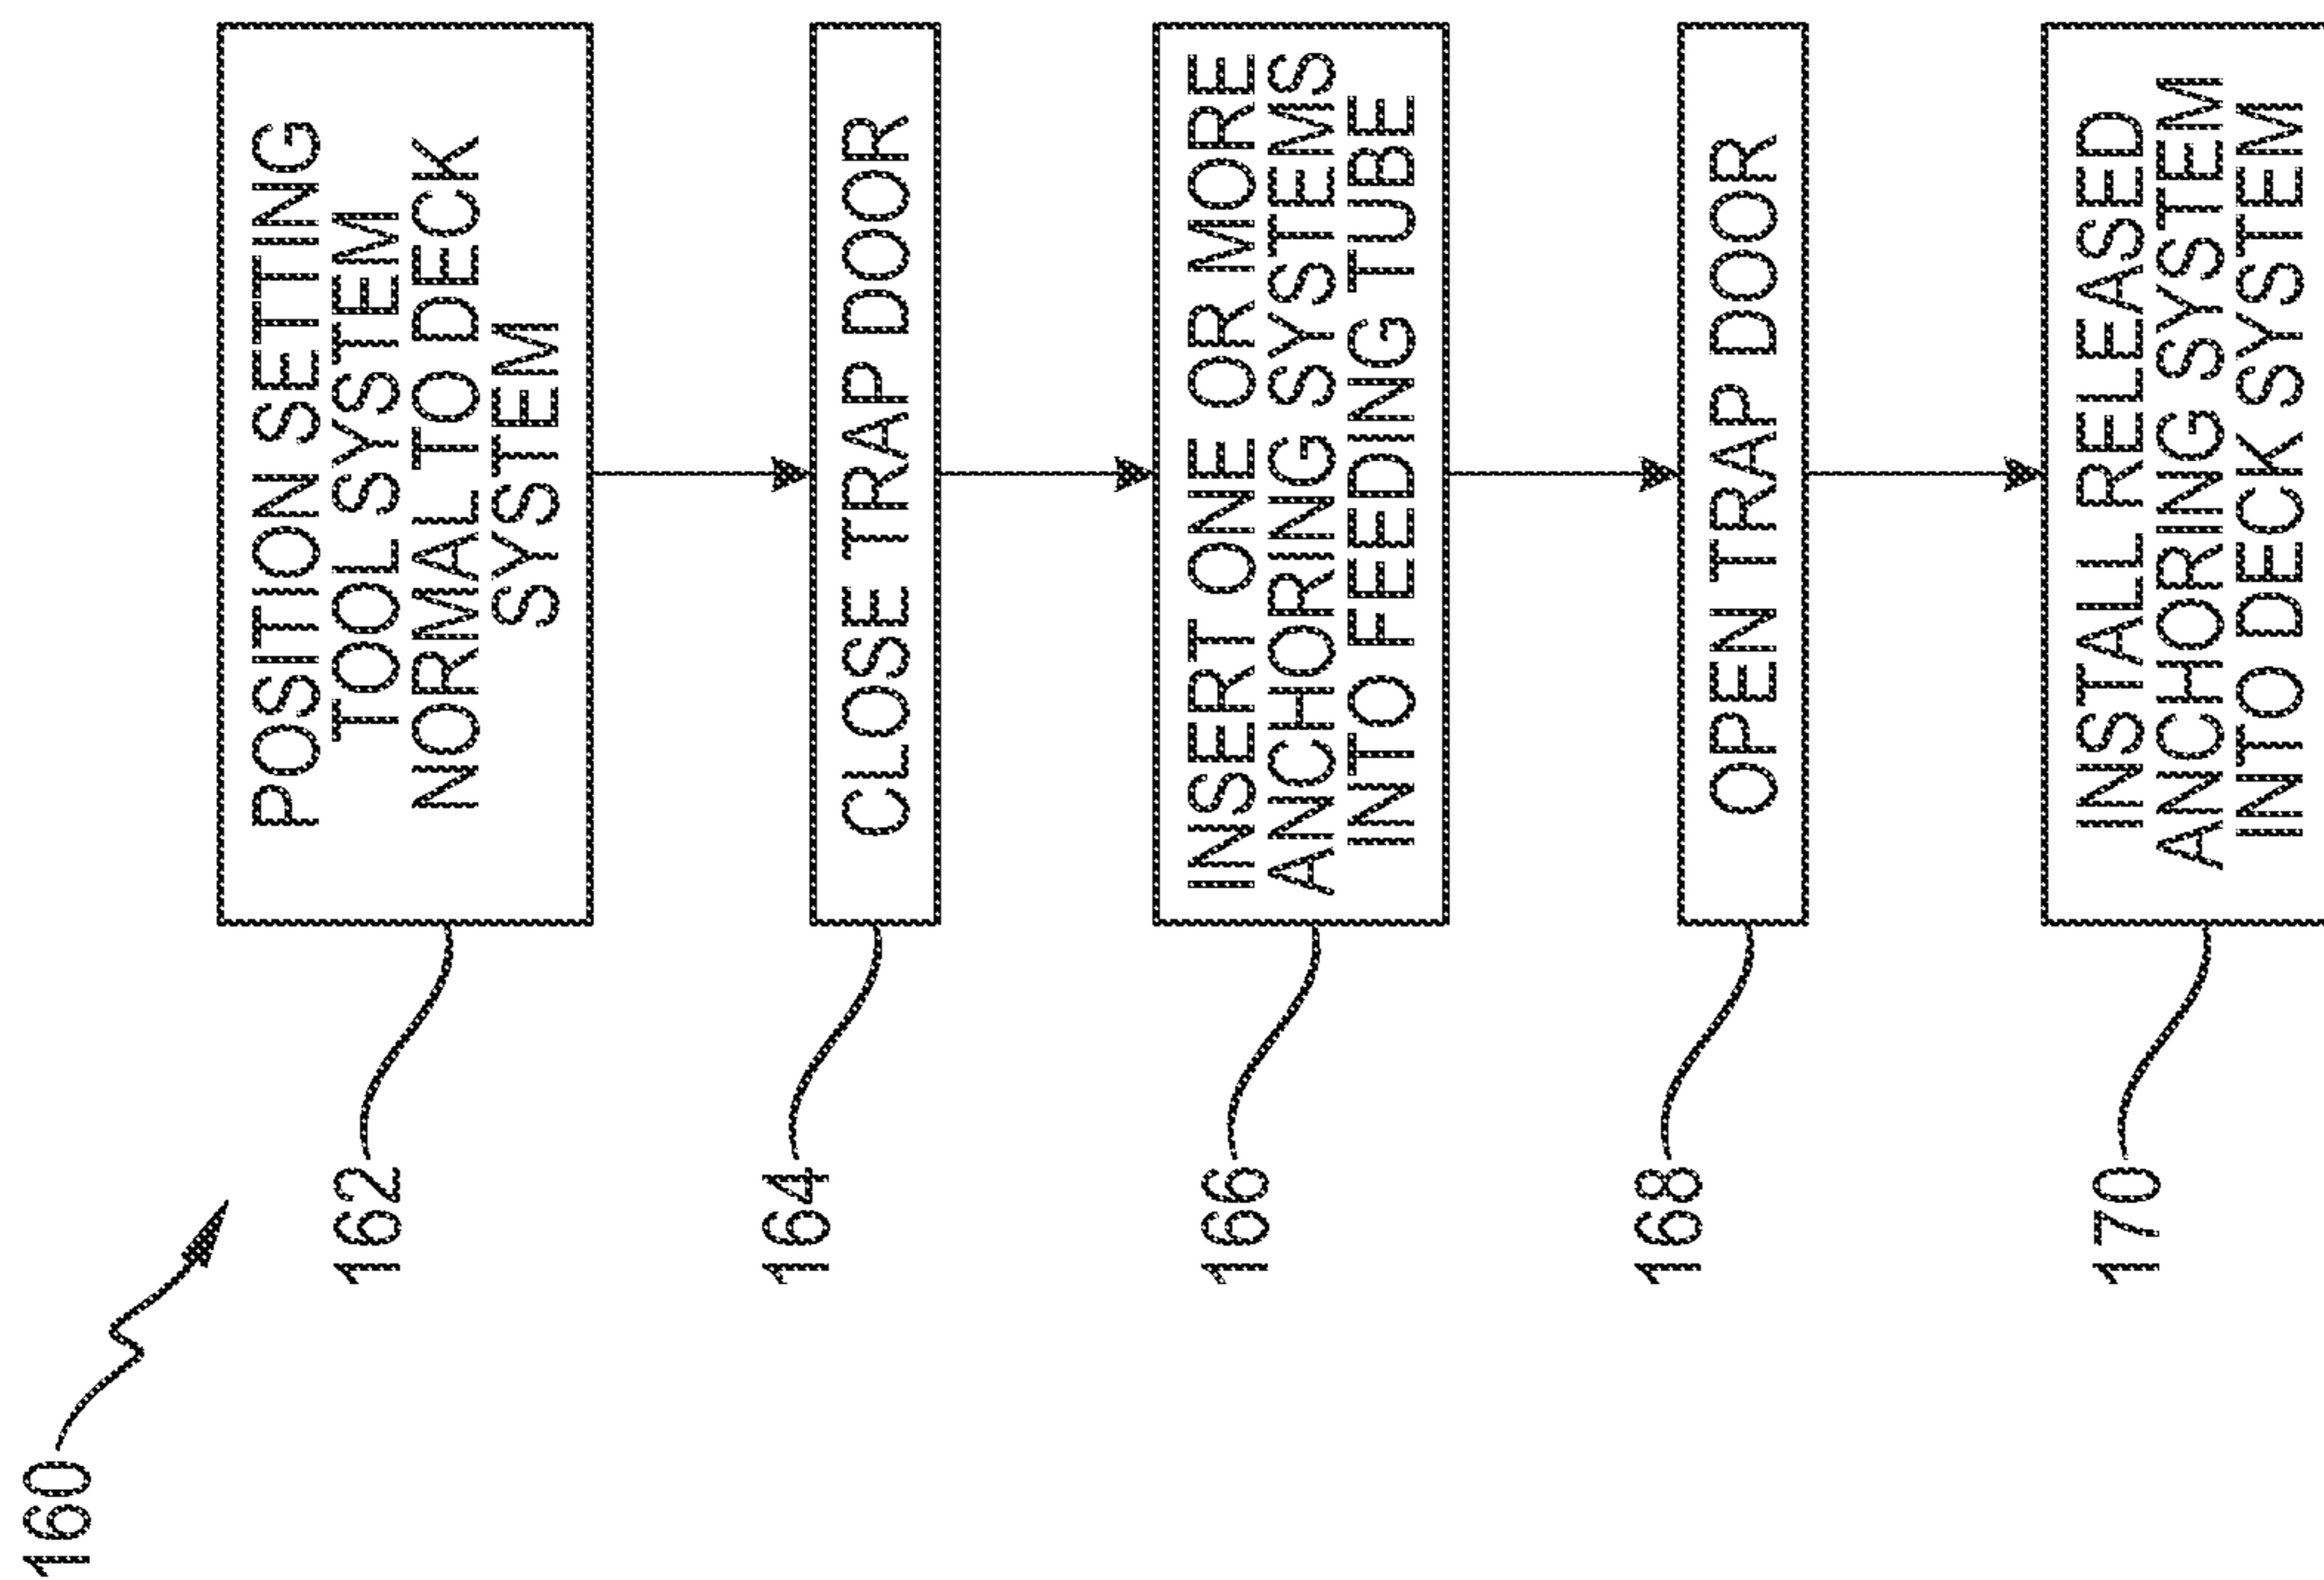 160
162
POSITION SETTING
TOOL SYSTEM
NORMAL TO DECK
SYSTEM
164
CLOSE TRAP DOOR
166
INSERT ONE OR MORE
ANCHORING SYSTEMS
INTO FEEDING TUBE
168
OPEN TRAP DOOR
170
INSTALL RELEASED
ANCHORING SYSTEM
INTO DECK SYSTEM